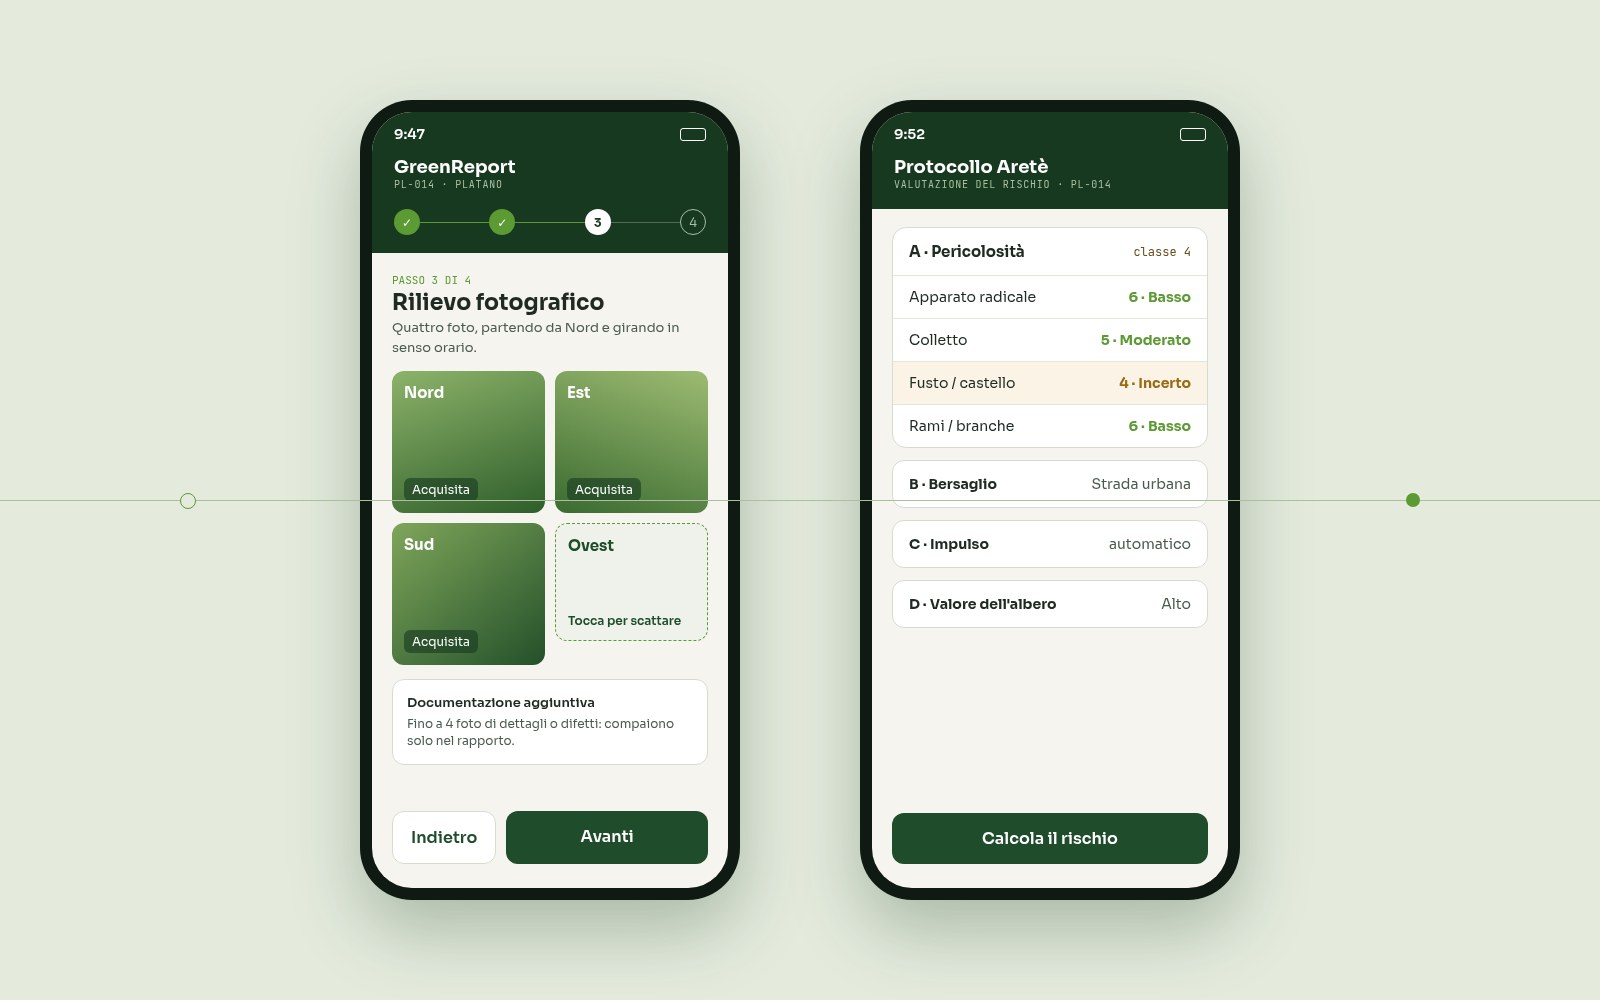 9:47
GreenReport
PL-014 · PLATANO
✓ ✓ 3 4
PASSO 3 DI 4
Rilievo fotografico
Quattro foto, partendo da Nord e girando in
senso orario.
Nord
Acquisita
Est
Acquisita
Sud
Acquisita
Ovest
Tocca per scattare
Documentazione aggiuntiva
Fino a 4 foto di dettagli o difetti: compaiono
solo nel rapporto.
Indietro
Avanti
9:52
Protocollo Aretè
VALUTAZIONE DEL RISCHIO · PL-014
A · Pericolosità classe 4
Apparato radicale 6 · Basso
Colletto 5 · Moderato
Fusto / castello 4 · Incerto
Rami / branche 6 · Basso
B · Bersaglio Strada urbana
C · Impulso automatico
D · Valore dell'albero Alto
Calcola il rischio